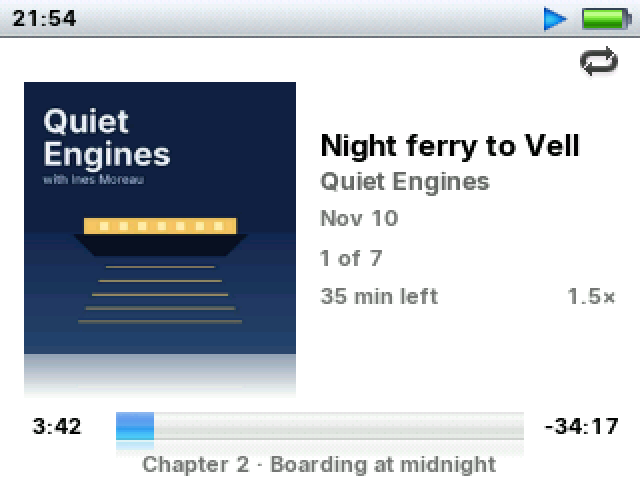 21:54
Quiet
Engines
with Ines Moreau
Night ferry to Vell
Quiet Engines
Nov 10
1 of 7
35 min left 1.5×
3:42 -34:17
Chapter 2 · Boarding at midnight